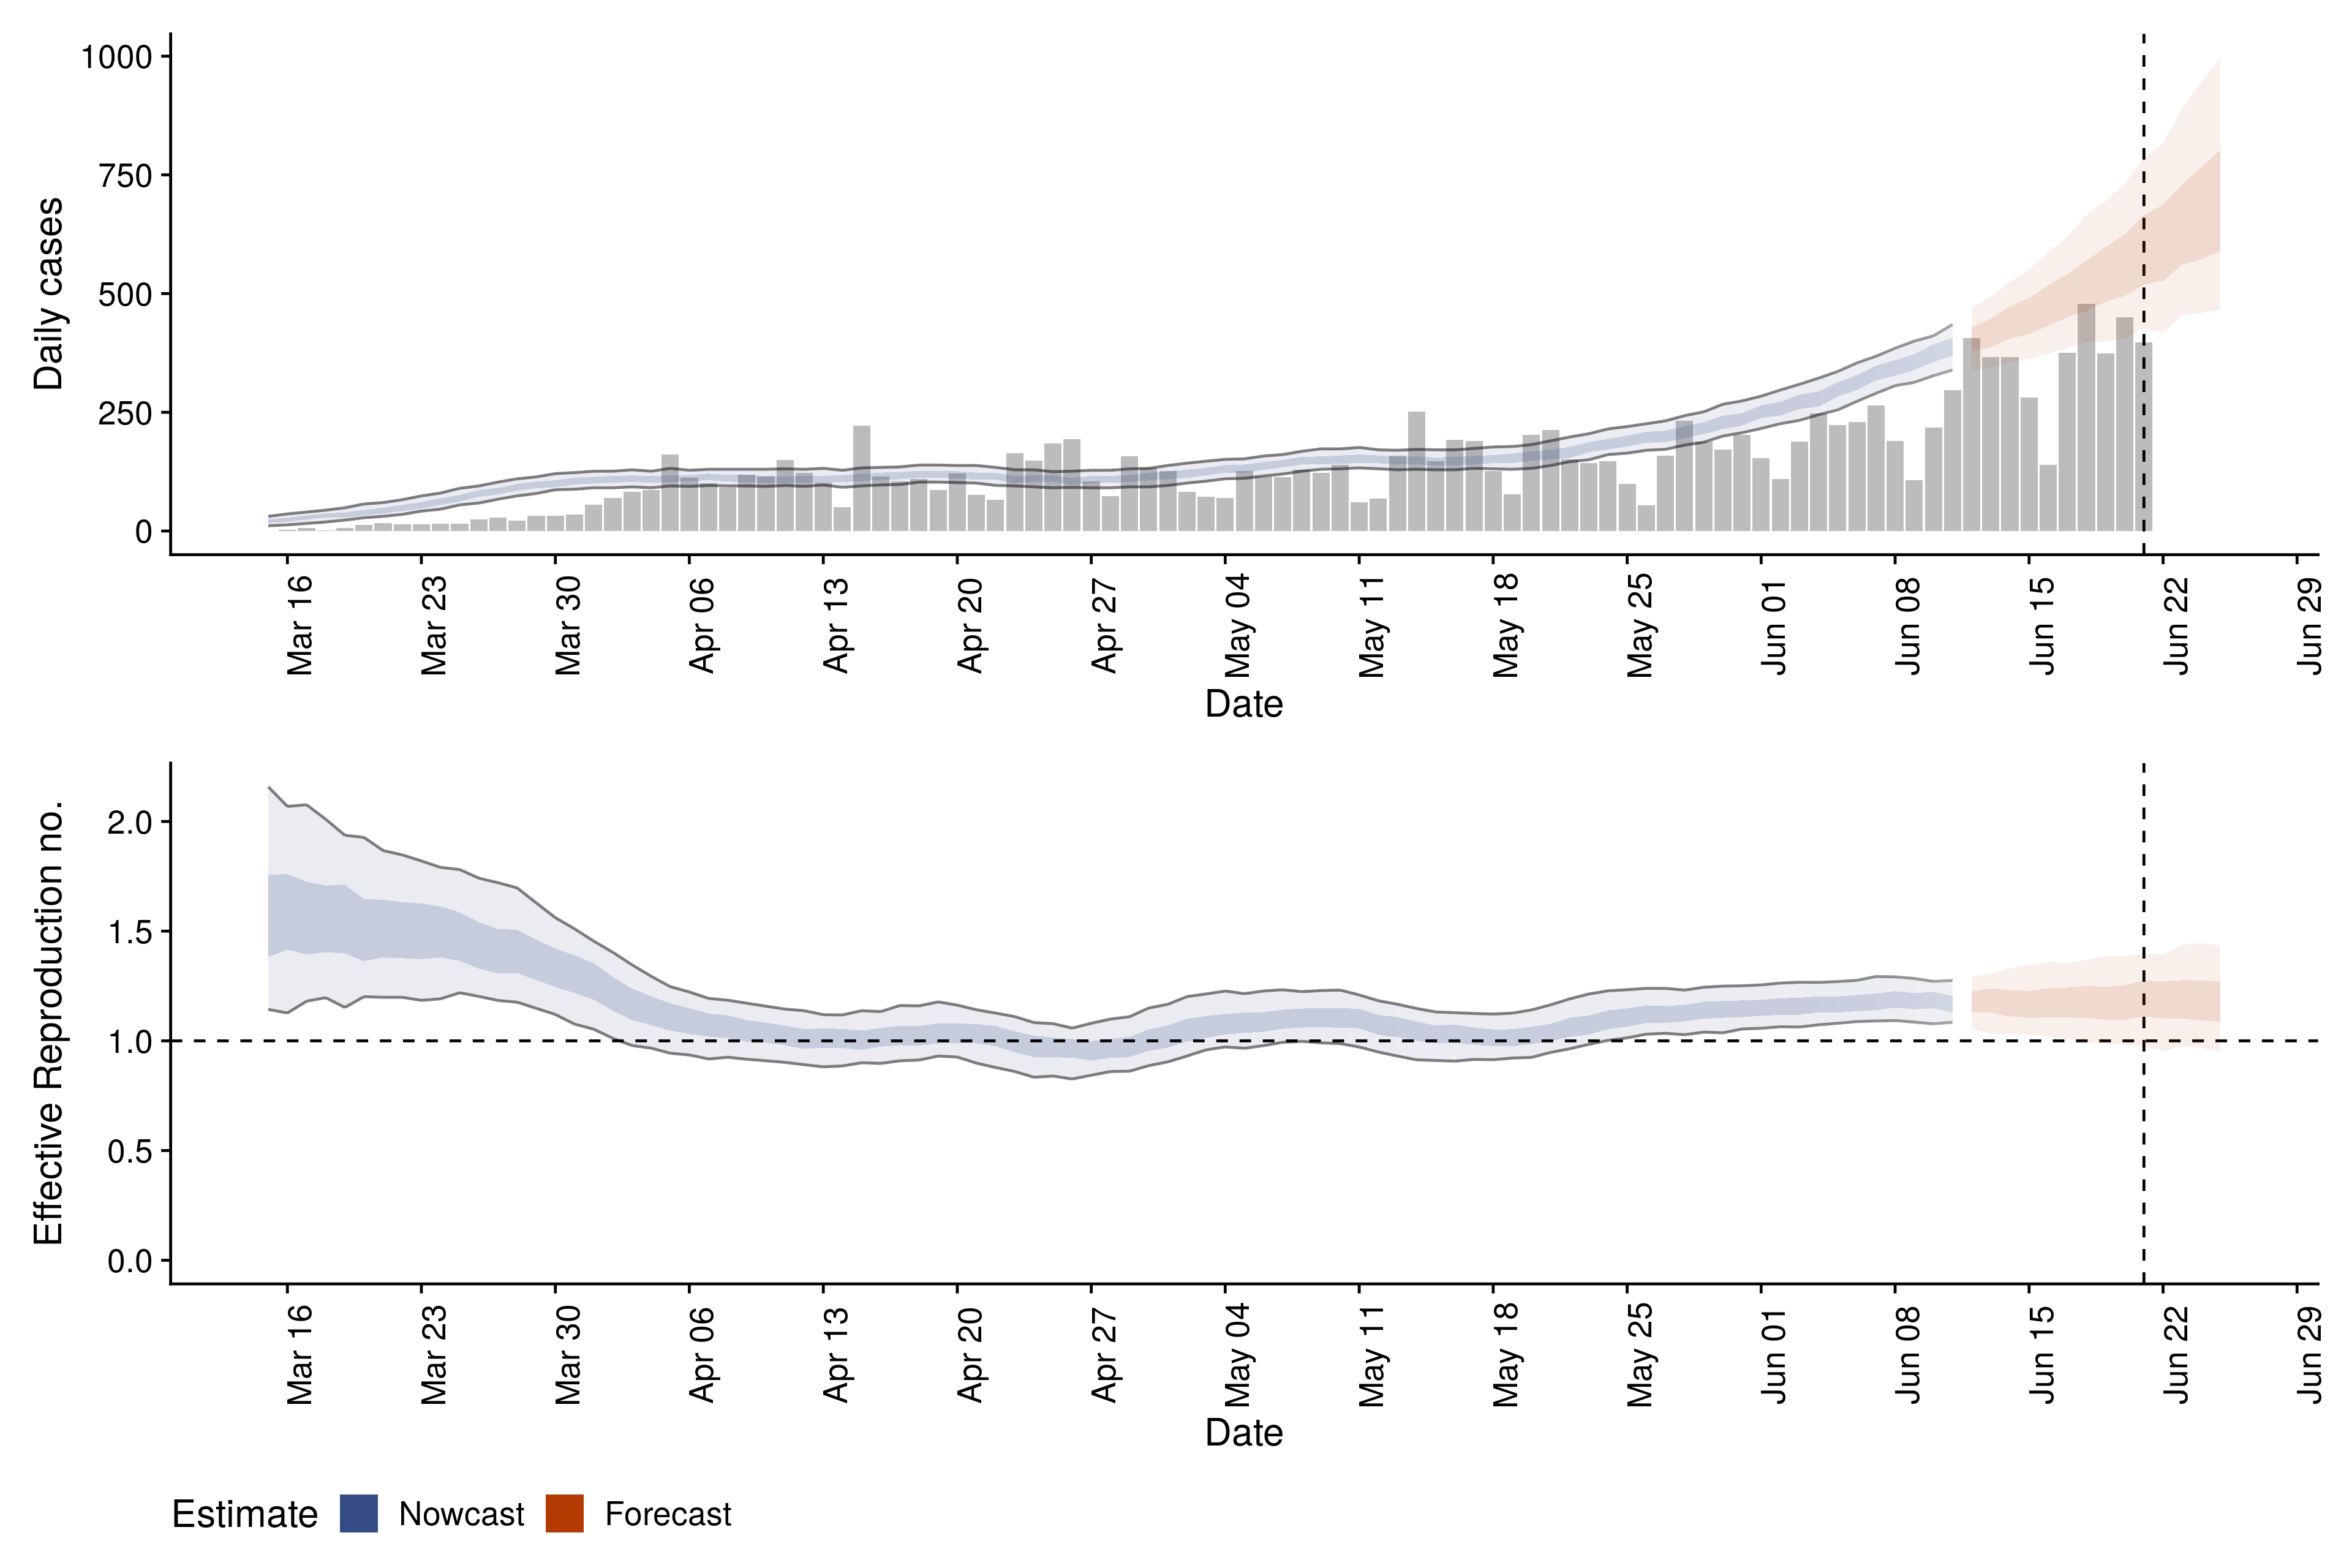 Daily cases
1000
750
500
250
0
Mar 16
Mar 23
Mar 30
Apr 06
Apr 13
Apr 20
Apr 27
May 04
May 11
May 18
May 25
Jun 01
Jun 08
Jun 15
Jun 22
Jun 29
Date
Effective Reproduction no.
2.0
1.5
1.0
0.5
0.0
Mar 16
Mar 23
Mar 30
Apr 06
Apr 13
Apr 20
Apr 27
May 04
May 11
May 18
May 25
Jun 01
Jun 08
Jun 15
Jun 22
Jun 29
Date
Estimate Nowcast Forecast